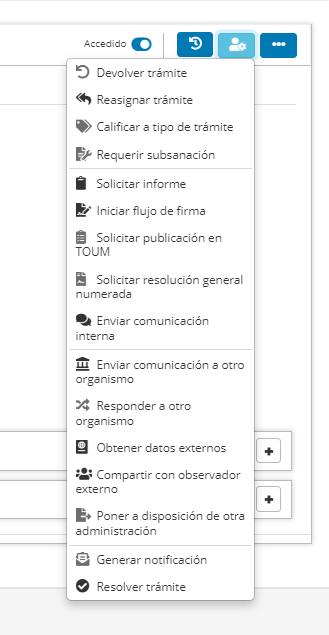 Accedido
Devolver trámite
Reasignar trámite
Calificar a tipo de trámite
Requerir subsanación
Solicitar informe
Iniciar flujo de firma
Solicitar publicación en
TOUM
Solicitar resolución general
numerada
Enviar comunicación
interna
Enviar comunicación a otro
organismo
Responder a otro
organismo
Obtener datos externos
Compartir con observador
externo
Poner a disposición de otra
administración
Generar notificación
Resolver trámite